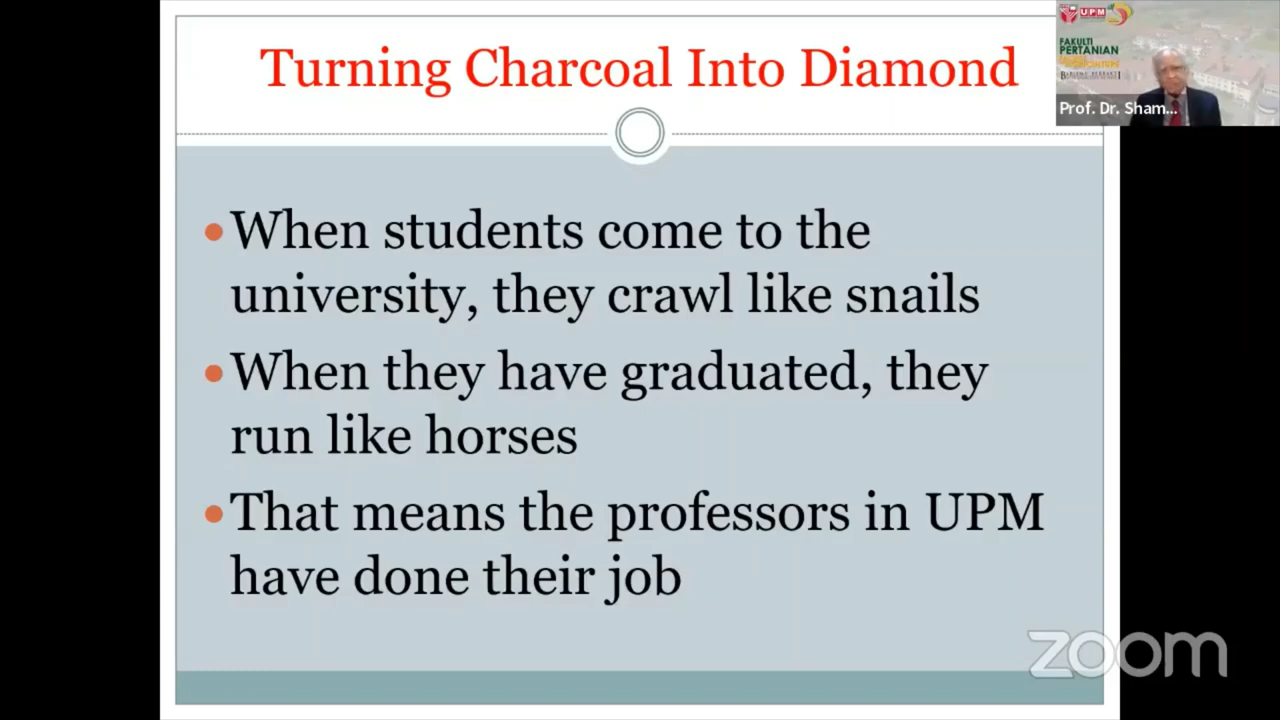 Turning Charcoal Into Diamond
UPM
FAKULTI
PERTANIAN
Prof. Dr. Sham...
•When students come to the
university, they crawl like snails
•When they have graduated, they
run like horses
•That means the professors in UPM
have done their job
zoom